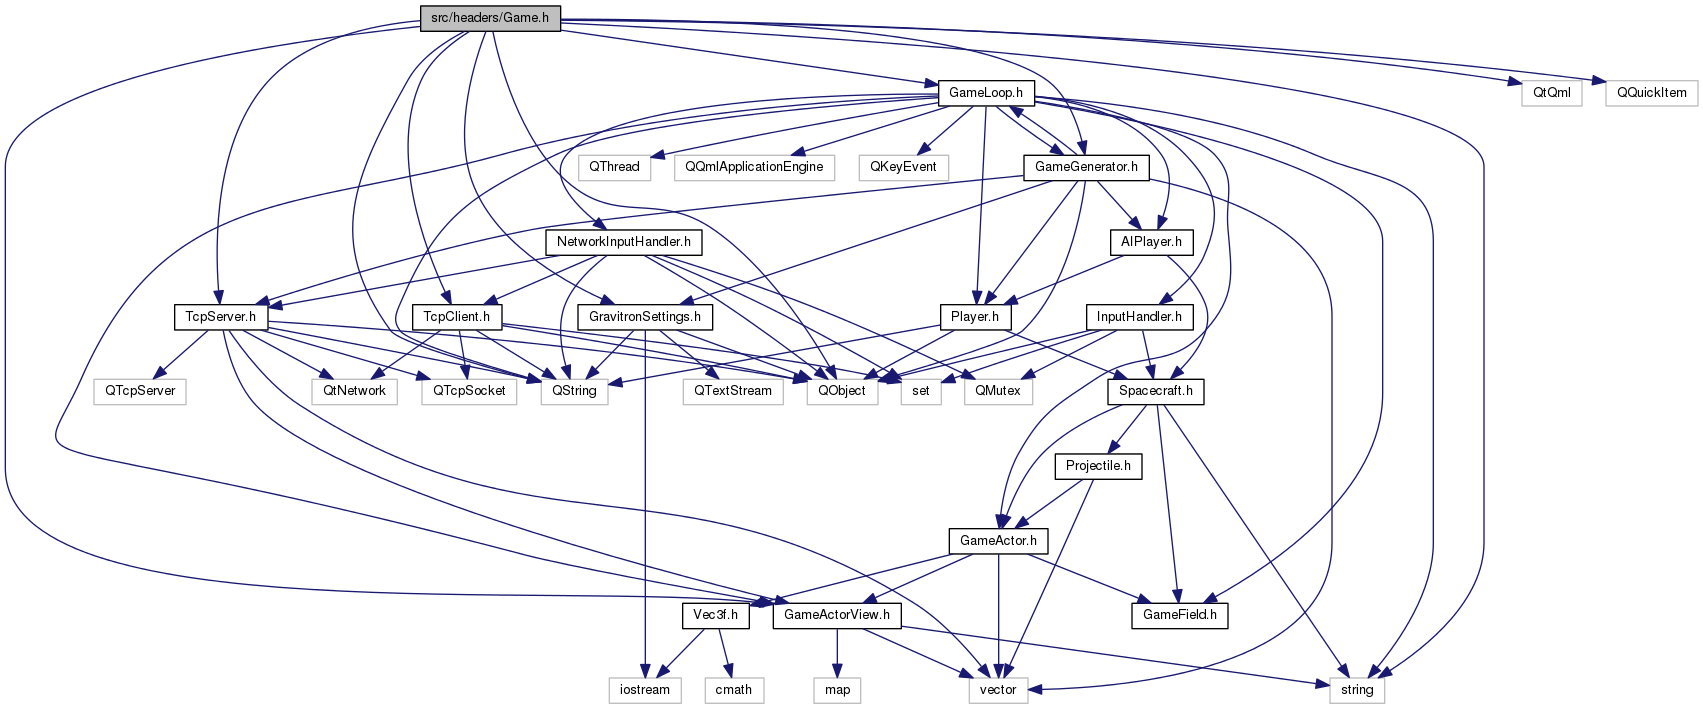 src/headers/Game.h
GameLoop.h
QtQml
QQuickItem
QThread
QQmlApplicationEngine
QKeyEvent
GameGenerator.h
NetworkInputHandler.h
AIPlayer.h
TcpServer.h
TcpClient.h
GravitronSettings.h
Player.h
InputHandler.h
QTcpServer
QtNetwork
QTcpSocket
QString
QTextStream
QObject
set
QMutex
Spacecraft.h
Projectile.h
GameActor.h
Vec3f.h
GameActorView.h
GameField.h
iostream
cmath
map
vector
string